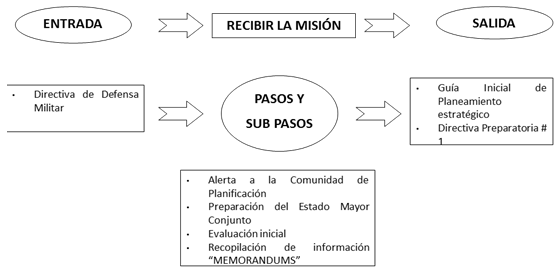 ENTRADA
RECIBIR LA MISIÓN
SALIDA
• Directiva de Defensa
Militar
PASOS Y
SUB PASOS
• Guía Inicial de
Planeamiento
estratégico
• Directiva Preparatoria #
1
• Alerta a la Comunidad de
Planificación
• Preparación del Estado Mayor
Conjunto
• Evaluación inicial
• Recopilación de información
“MEMORANDUMS”